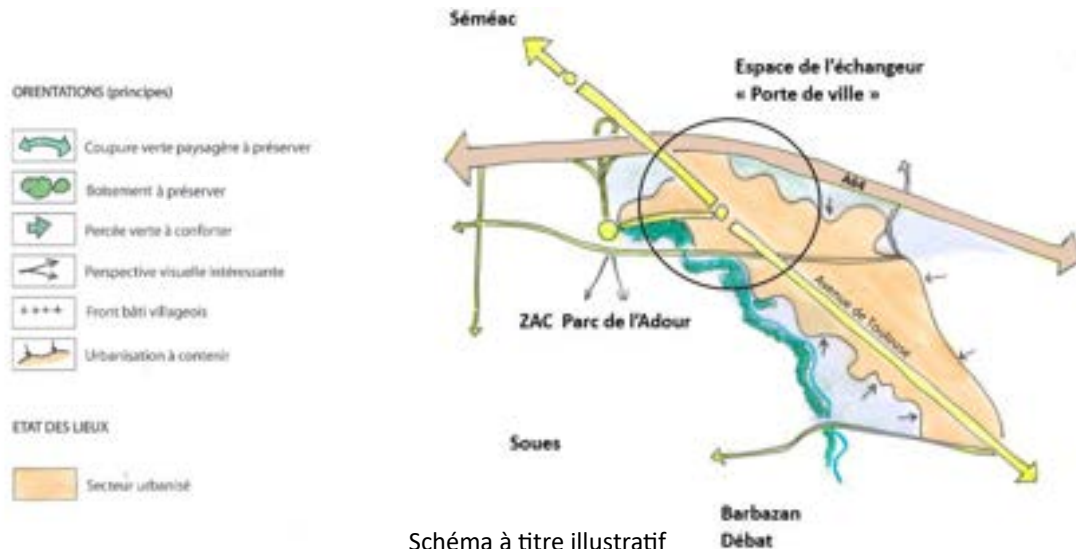 Séméac
Espace de l'échangeur
« Porte de ville »
ORIENTATIONS (principes)
Coupure verte paysagère à préserver
Boisement à préserver
Percée verte à conforter
Perspective visuelle intéressante
Front bâti villageois
Urbanisation à contenir
ETAT DES LIEUX
Secteur urbanisé
A64
Avenue de Toulouse
ZAC Parc de l'Adour
Soues
Barbazan
Débat
Schéma à titre illustratif